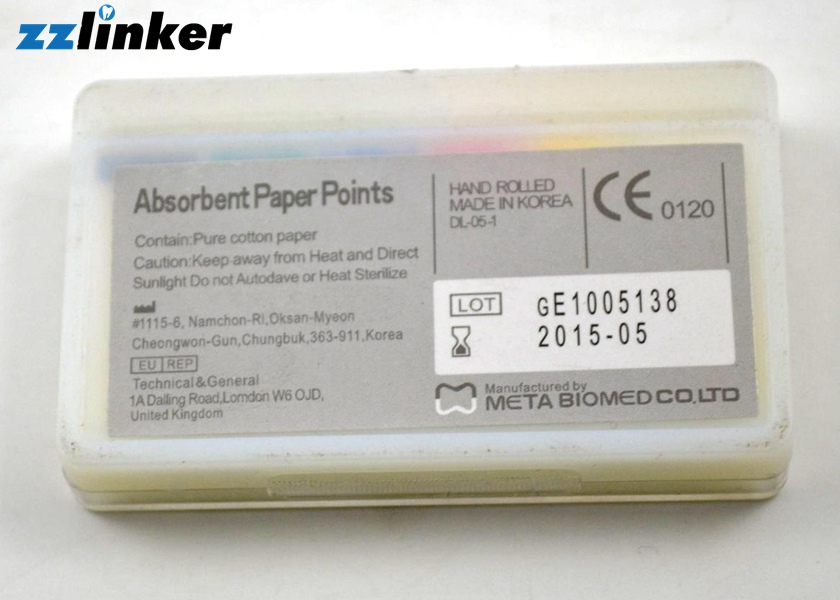 zzlinker
Absorbent Paper Points
Contain:Pure cotton paper
Caution:Keep away from Heat and Direct
Sunlight Do not Autodave or Heat Sterilize
#1115-6, Namchon-Ri,Oksan-Myeon
Cheongwon-Gun,Chungbuk,363-911,Korea
EU REP
Technical&General
1A Dailing Road,Lomdon W6 OJD,
United Kingdom
HAND ROLLED
MADE IN KOREA
DL-05-1
CE 0120
LOT GE1005138
2015-05
Manufactured by
META BIOMED CO,LTD